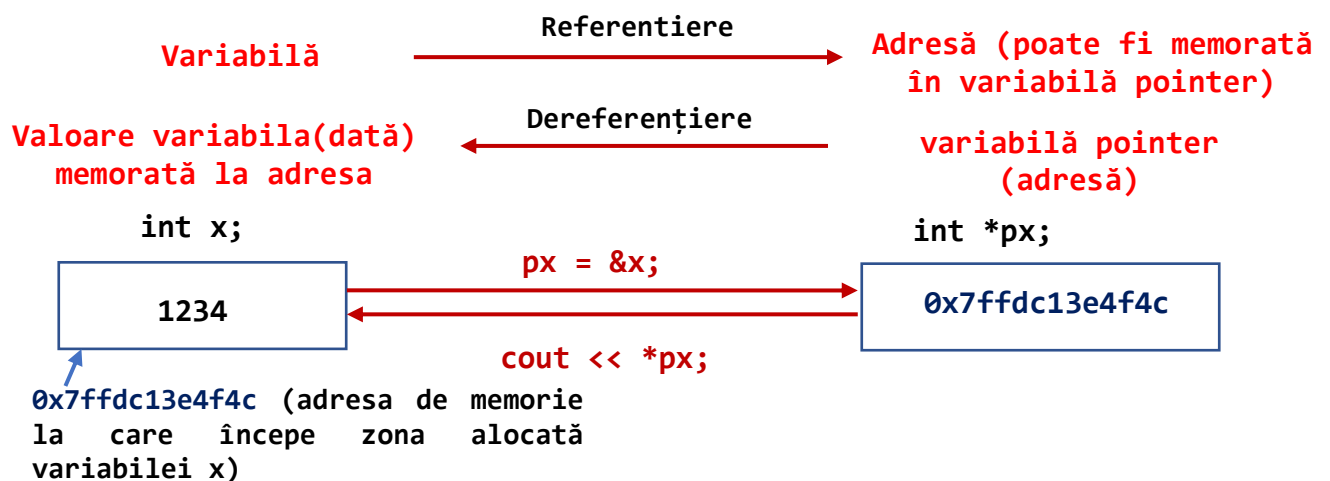 Referentiere
Variabilă
Adresă (poate fi memorată
în variabilă pointer)
Dereferențiere
Valoare variabila(dată)
memorată la adresa
variabilă pointer
(adresă)
int x;
int *px;
px = &x;
1234
0x7ffdc13e4f4c
cout << *px;
0x7ffdc13e4f4c (adresa de memorie
la care începe zona alocată
variabilei x)